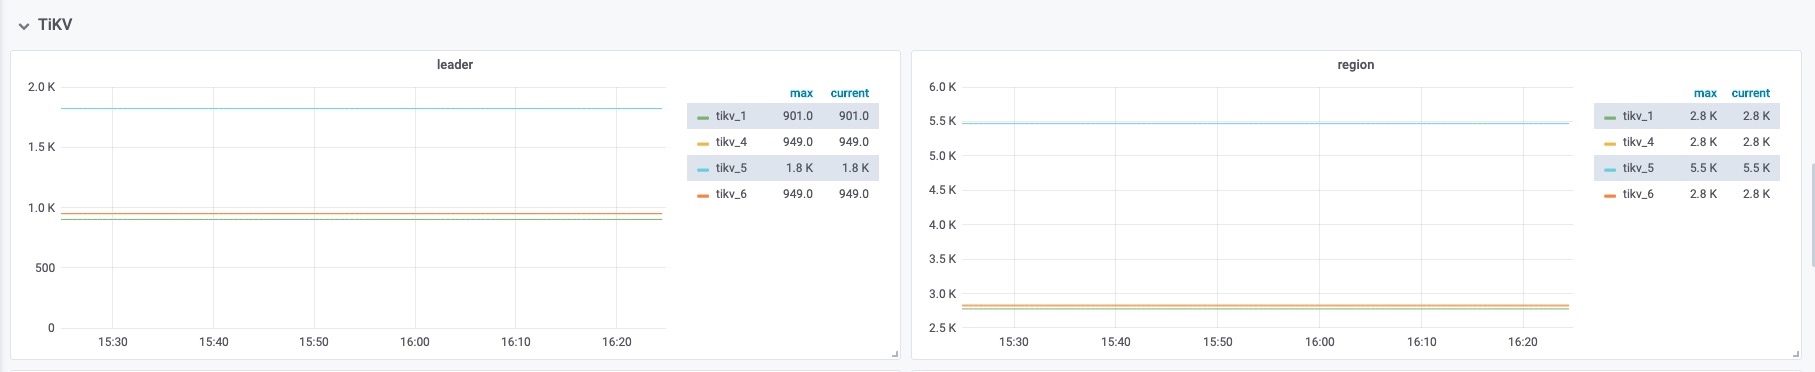 TiKV
leader
2.0 K
1.5 K
1.0 K
500
0
15:30 15:40 15:50 16:00 16:10 16:20
max current
tikv_1 901.0 901.0
tikv_4 949.0 949.0
tikv_5 1.8 K 1.8 K
tikv_6 949.0 949.0
region
6.0 K
5.5 K
5.0 K
4.5 K
4.0 K
3.5 K
3.0 K
2.5 K
15:30 15:40 15:50 16:00 16:10 16:20
max current
tikv_1 2.8 K 2.8 K
tikv_4 2.8 K 2.8 K
tikv_5 5.5 K 5.5 K
tikv_6 2.8 K 2.8 K